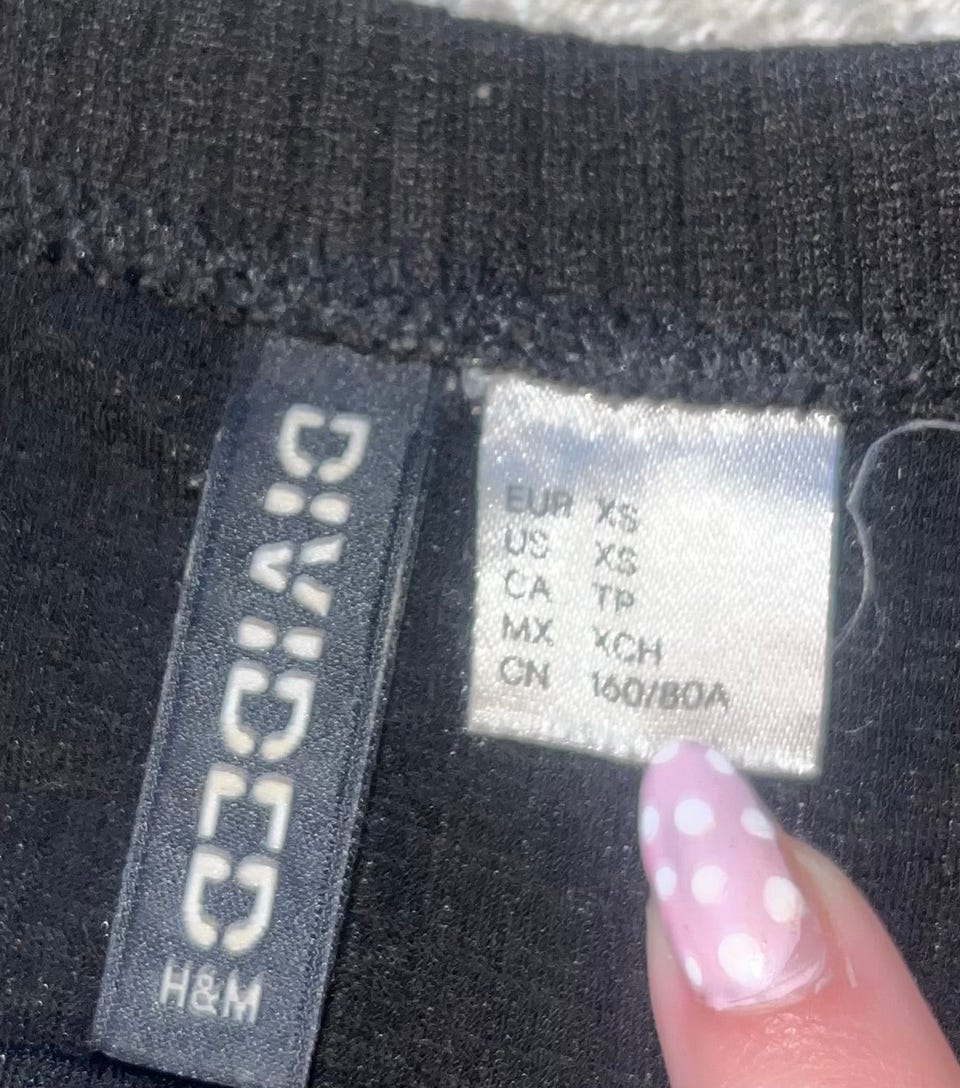 DIVIDED
H&M
EUR XS
US XS
CA TP
MX XCH
CN 160/80A